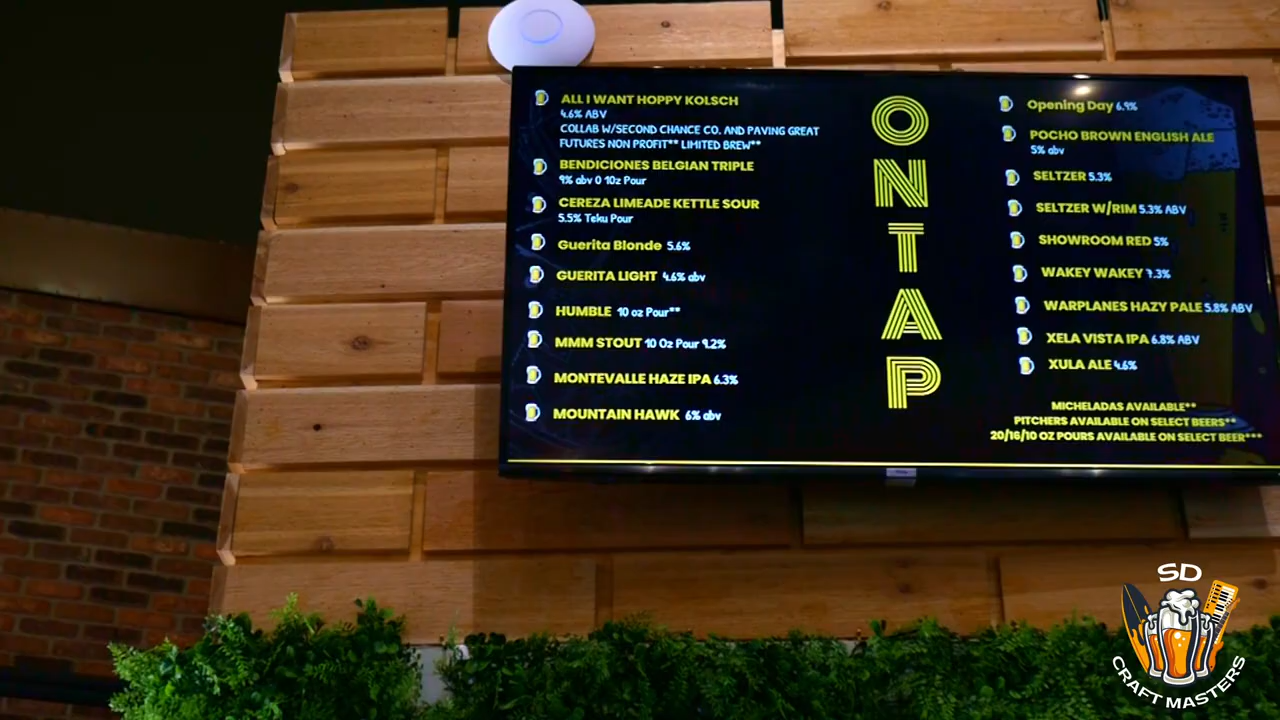 ALL I WANT HOPPY KOLSCH
4.6% ABV
COLLAB W/SECOND CHANCE CO. AND PAVING GREAT
FUTURES NON PROFIT** LIMITED BREW**
BENDICIONES BELGIAN TRIPLE
9% abv 0 10z Pour
CEREZA LIMEADE KETTLE SOUR
5.5% Teku Pour
Guerita Blonde 5.6%
GUERITA LIGHT 4.6% abv
HUMBLE 10 oz Pour**
MMM STOUT 10 Oz Pour 9.2%
MONTEVALLE HAZE IPA 6.3%
MOUNTAIN HAWK 6% abv
ON TAP
Opening Day 6.9%
POCHO BROWN ENGLISH ALE
5% abv
SELTZER 5.3%
SELTZER W/RIM 5.3% ABV
SHOWROOM RED 5%
WAKEY WAKEY 7.3%
WARPLANES HAZY PALE 5.8% ABV
XELA VISTA IPA 6.8% ABV
XULA ALE 4.6%
MICHELADAS AVAILABLE**
PITCHERS AVAILABLE ON SELECT BEERS**
20/16/10 OZ POURS AVAILABLE ON SELECT BEER***
SD
CRAFT MASTERS